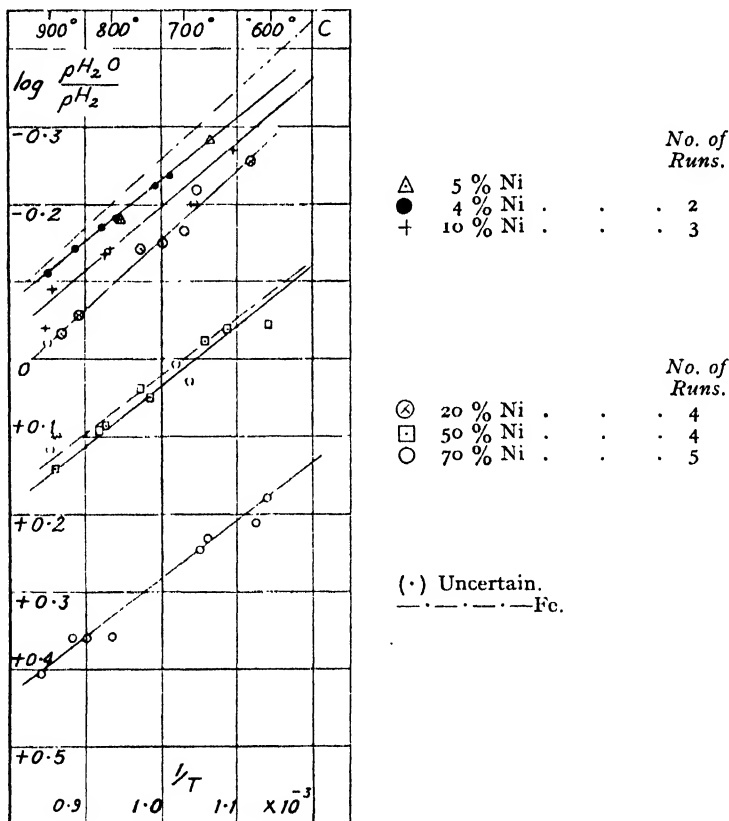 900° 800° 700° 600° C
log pH₂O / pH₂
-0.3
-0.2
0
+0.1
+0.2
+0.3
+0.4
+0.5
1/T
0.9 1.0 1.1 ×10⁻³
No. of
Runs.
5 % Ni
4 % Ni . . . 2
10 % Ni . . . 3
No. of
Runs.
20 % Ni . . . 4
50 % Ni . . . 4
70 % Ni . . . 5
(·) Uncertain.
—·—·—·—Fe.